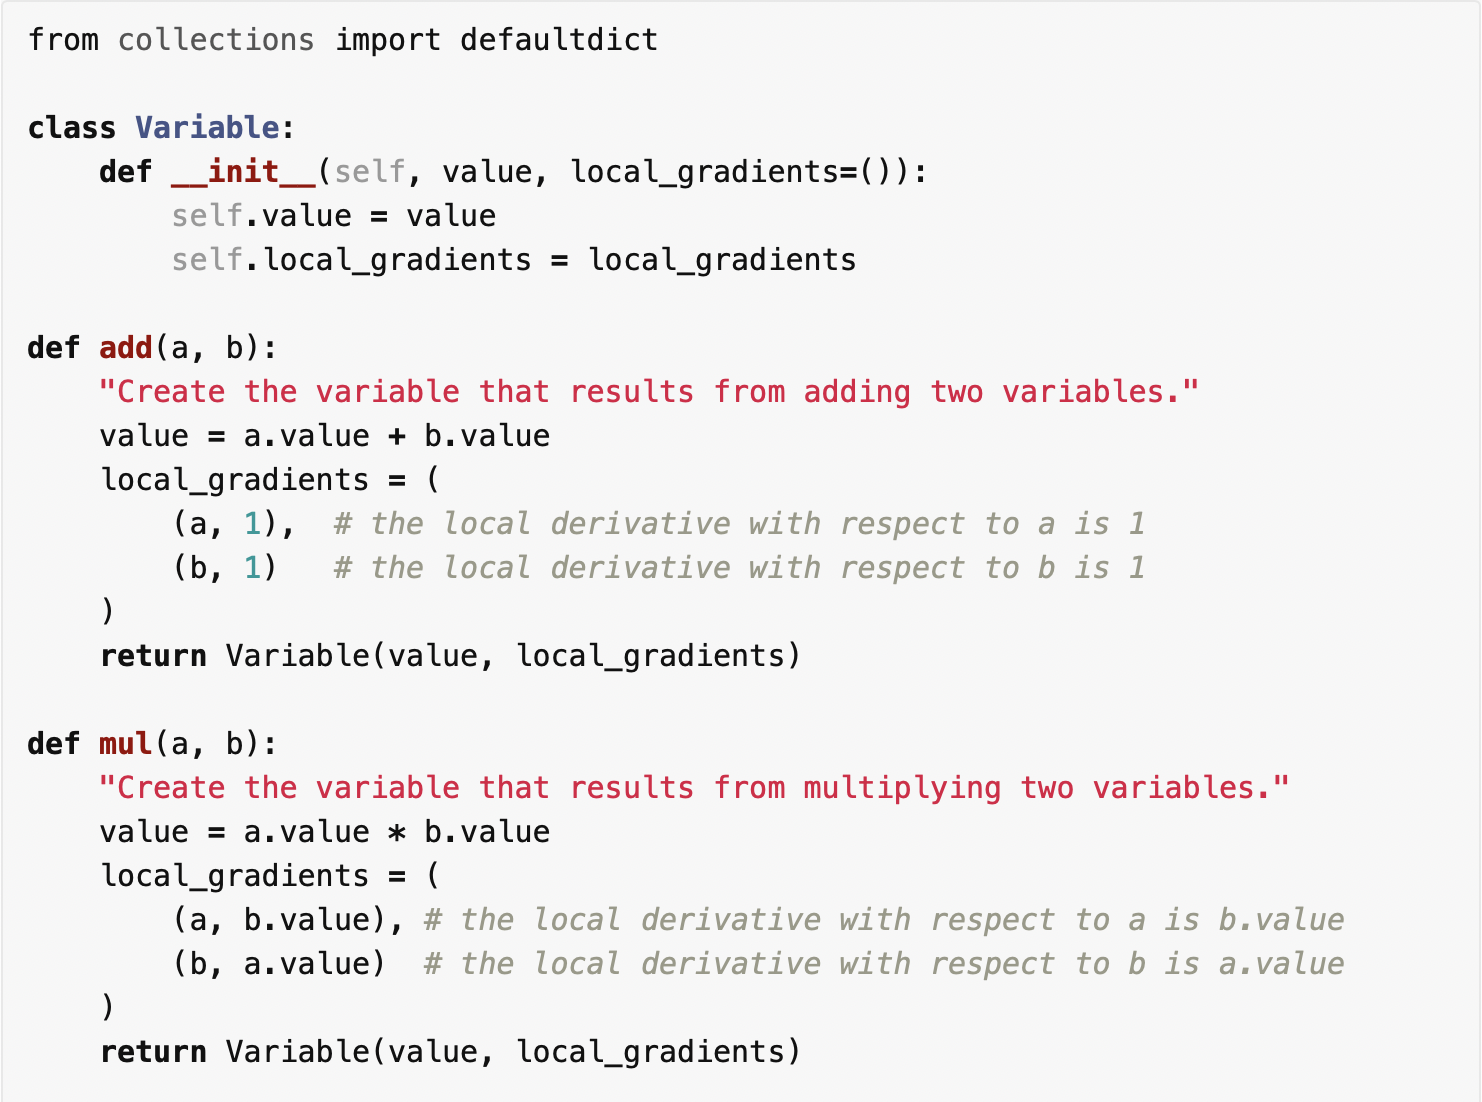 from collections import defaultdict

class Variable:
    def __init__(self, value, local_gradients=()):
        self.value = value
        self.local_gradients = local_gradients

def add(a, b):
    "Create the variable that results from adding two variables."
    value = a.value + b.value
    local_gradients = (
        (a, 1),  # the local derivative with respect to a is 1
        (b, 1)   # the local derivative with respect to b is 1
    )
    return Variable(value, local_gradients)

def mul(a, b):
    "Create the variable that results from multiplying two variables."
    value = a.value * b.value
    local_gradients = (
        (a, b.value), # the local derivative with respect to a is b.value
        (b, a.value)  # the local derivative with respect to b is a.value
    )
    return Variable(value, local_gradients)